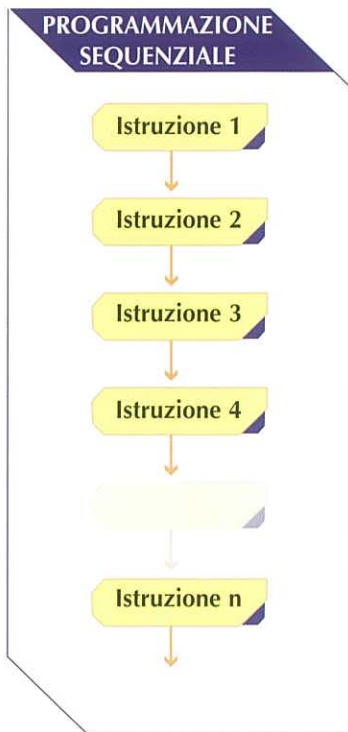 PROGRAMMAZIONE
SEQUENZIALE
Istruzione 1
Istruzione 2
Istruzione 3
Istruzione 4
Istruzione n